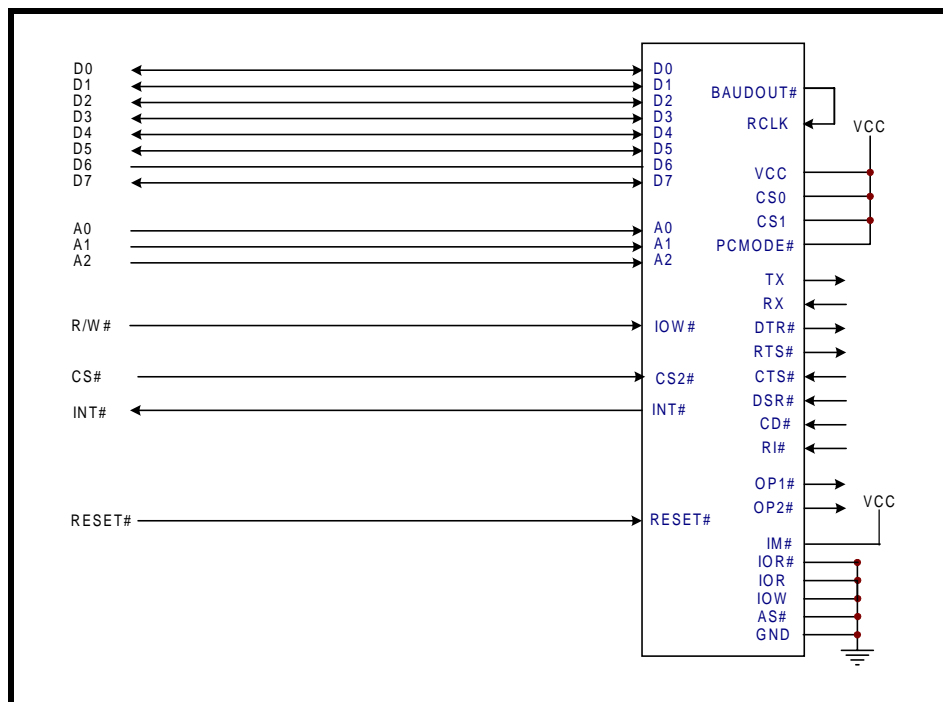 D0
D1
D2
D3
D4
D5
D6
D7
A0
A1
A2
R/W#
CS#
INT#
RESET#
D0
D1
D2
D3
D4
D5
D6
D7
A0
A1
A2
IOW#
CS2#
INT#
RESET#
BAUDOUT#
RCLK
VCC
CS0
CS1
PCMODE#
TX
RX
DTR#
RTS#
CTS#
DSR#
CD#
RI#
OP1#
OP2#
IM#
IOR#
IOR
IOW
AS#
GND
VCC
VCC